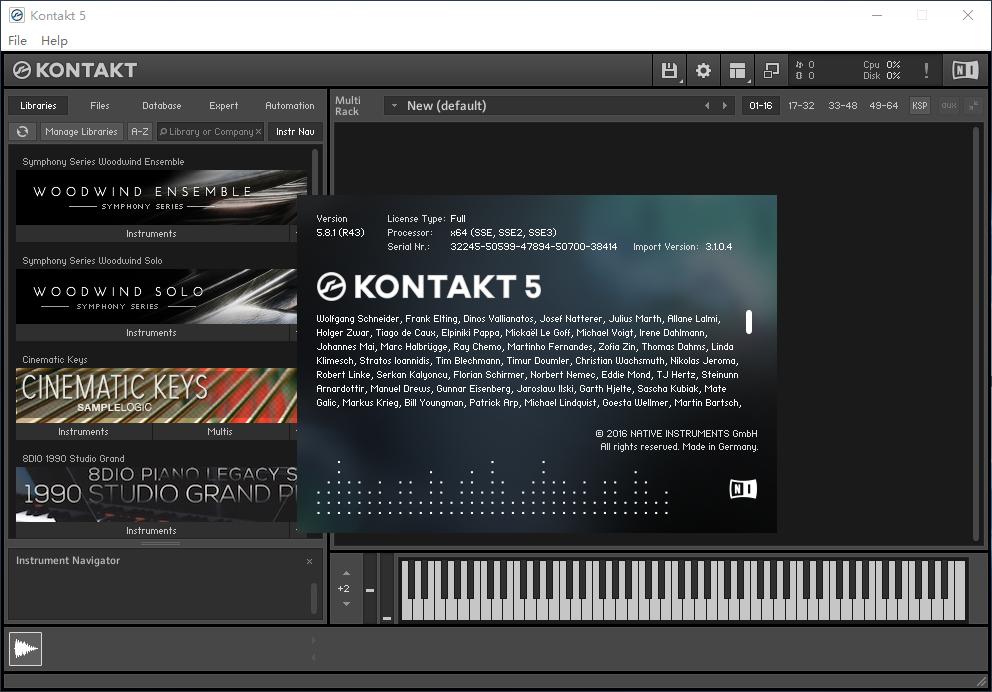 Kontakt 5
File Help
KONTAKT
0
0
Cpu 0%
Disk 0%
!
NI
Libraries Files Database Expert Automation
Multi
Rack
New (default)
01-16 17-32 33-48 49-64 KSP aux
Manage Libraries A-Z Library or Company × Instr Nav
Symphony Series Woodwind Ensemble
WOODWIND ENSEMBLE
SYMPHONY SERIES
Instruments
Symphony Series Woodwind Solo
WOODWIND SOLO
SYMPHONY SERIES
Instruments
Cinematic Keys
CINEMATIC KEYS
SAMPLELOGIC
Instruments Multis
8DIO 1990 Studio Grand
8DIO PIANO LEGACY S
1990 STUDIO GRAND PI
Instruments
Version
5.8.1 (R43)
License Type: Full
Processor: x64 (SSE, SSE2, SSE3)
Serial Nr.: 32245-50599-47894-50700-38414 Import Version: 3.1.0.4
KONTAKT 5
Wolfgang Schneider, Frank Elting, Dinos Vallianatos, Josef Natterer, Julius Marth, Allane Lalmi,
Holger Zwar, Tiago de Caux, Elpiniki Pappa, Mickaël Le Goff, Michael Voigt, Irene Dahlmann,
Johannes Mai, Marc Halbrügge, Ray Chemo, Martinho Fernandes, Zofia Zin, Thomas Dahms, Linda
Klimesch, Stratos Ioannidis, Tim Blechmann, Timur Doumler, Christian Wachsmuth, Nikolas Jeroma,
Robert Linke, Serkan Kalyoncu, Florian Schirmer, Norbert Nemec, Eddie Mond, TJ Hertz, Steinunn
Arnardottir, Manuel Drews, Gunnar Eisenberg, Jaroslaw Ilski, Garth Hjelte, Sascha Kubiak, Mate
Galic, Markus Krieg, Bill Youngman, Patrick Arp, Michael Lindquist, Goesta Wellmer, Martin Bartsch,
© 2016 NATIVE INSTRUMENTS GmbH
All rights reserved. Made in Germany.
NI
Instrument Navigator ×
+2